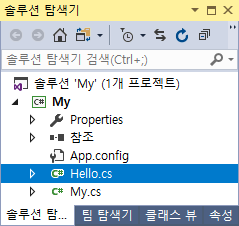 솔루션 탐색기
솔루션 탐색기 검색(Ctrl+;)
솔루션 'My' (1개 프로젝트)
C# My
Properties
참조
App.config
C# Hello.cs
C# My.cs
솔루션 탐... 팀 탐색기 클래스 뷰 속성